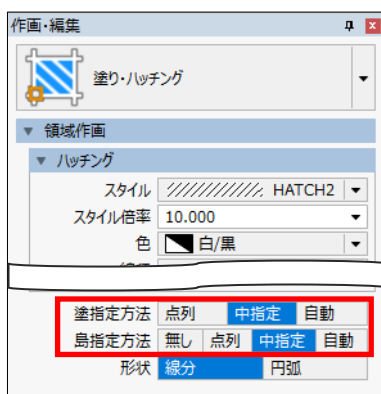 作画・編集
塗り・ハッチング
領域作画
ハッチング
スタイル HATCH2
スタイル倍率 10.000
色 白/黒
塗指定方法 点列 中指定 自動
島指定方法 無し 点列 中指定 自動
形状 線分 円弧